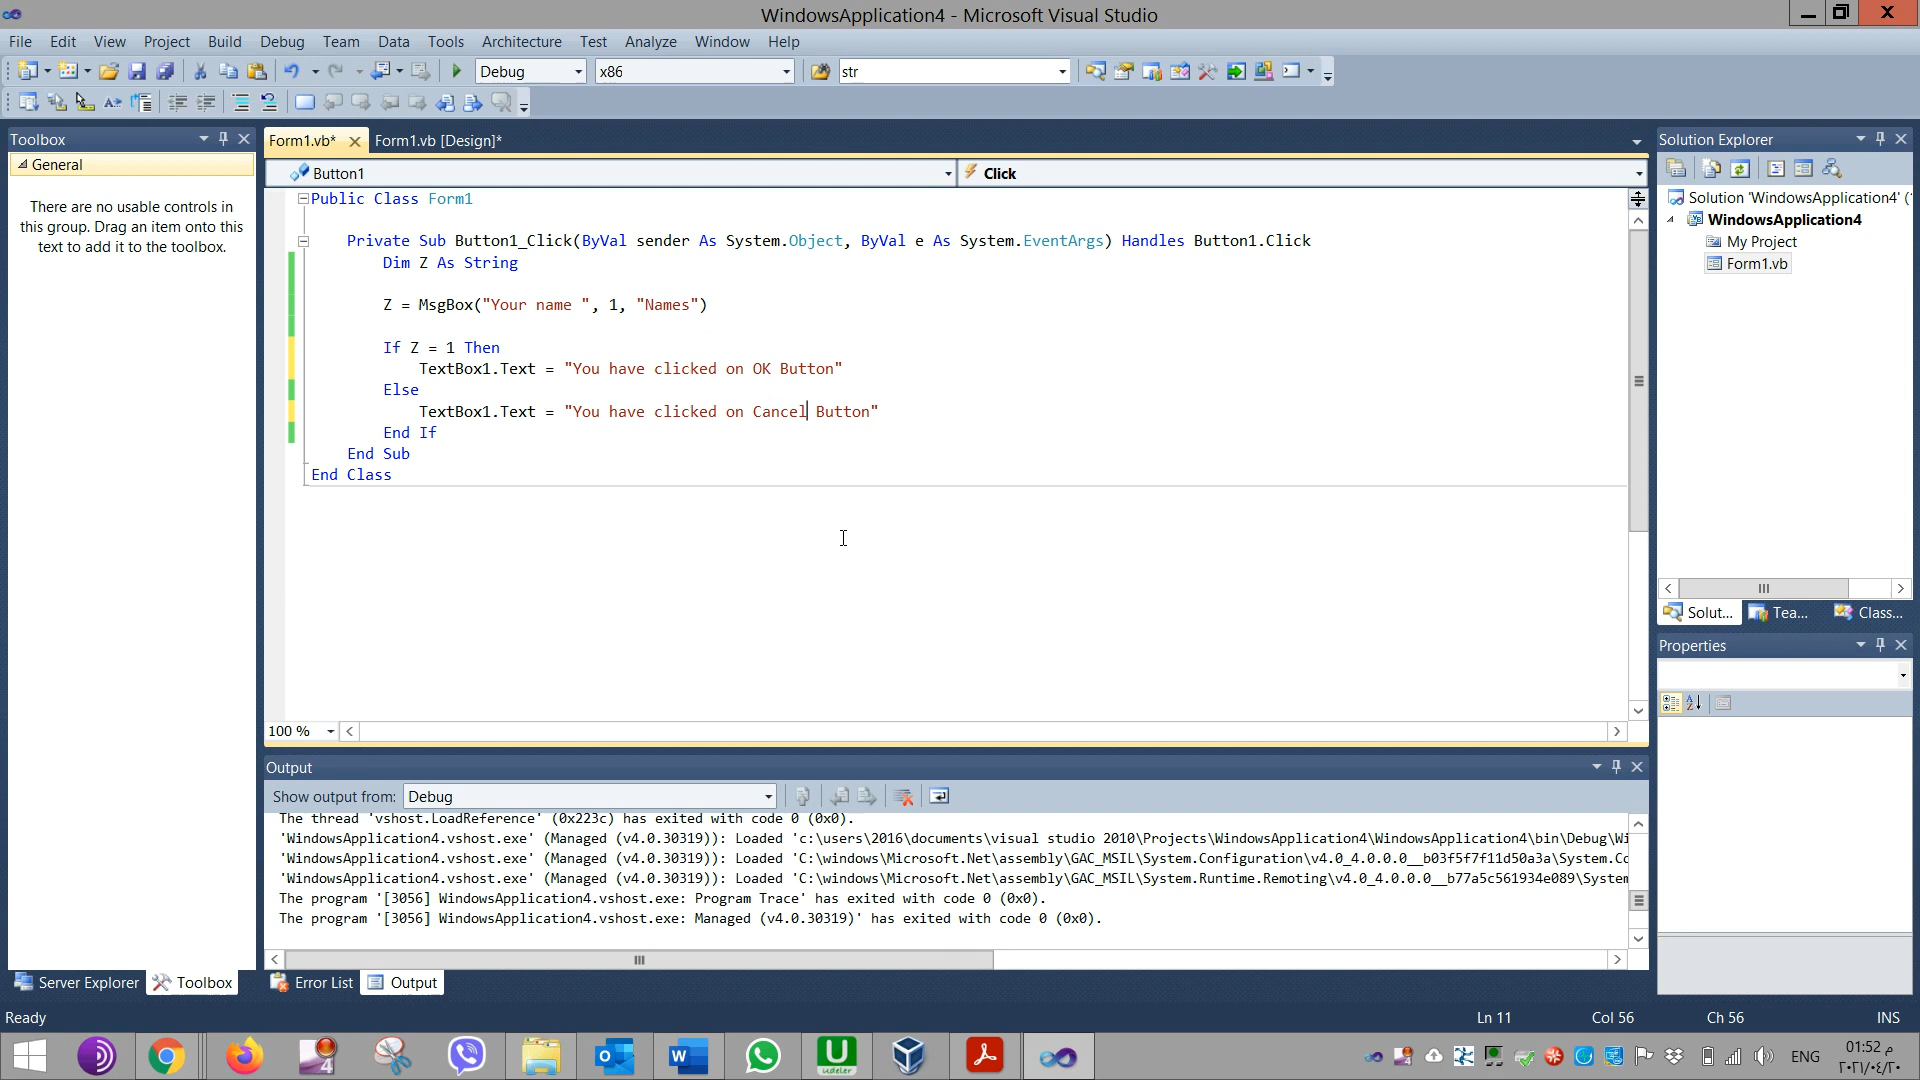 WindowsApplication4 - Microsoft Visual Studio
File Edit View Project Build Debug Team Data Tools Architecture Test Analyze Window Help
Debug x86 str
Toolbox
General
There are no usable controls in
this group. Drag an item onto this
text to add it to the toolbox.
Form1.vb* Form1.vb [Design]*
Button1 Click
Public Class Form1
Private Sub Button1_Click(ByVal sender As System.Object, ByVal e As System.EventArgs) Handles Button1.Click
Dim Z As String
Z = MsgBox("Your name ", 1, "Names")
If Z = 1 Then
TextBox1.Text = "You have clicked on OK Button"
Else
TextBox1.Text = "You have clicked on Cancel Button"
End If
End Sub
End Class
100 %
Solution Explorer
Solution 'WindowsApplication4' (
WindowsApplication4
My Project
Form1.vb
Solut... Tea... Class...
Properties
Output
Show output from: Debug
The thread 'vshost.LoadReference' (0x223c) has exited with code 0 (0x0).
'WindowsApplication4.vshost.exe' (Managed (v4.0.30319)): Loaded 'c:\users\2016\documents\visual studio 2010\Projects\WindowsApplication4\WindowsApplication4\bin\Debug\Wi
'WindowsApplication4.vshost.exe' (Managed (v4.0.30319)): Loaded 'C:\windows\Microsoft.Net\assembly\GAC_MSIL\System.Configuration\v4.0_4.0.0.0__b03f5f7f11d50a3a\System.Co
'WindowsApplication4.vshost.exe' (Managed (v4.0.30319)): Loaded 'C:\windows\Microsoft.Net\assembly\GAC_MSIL\System.Runtime.Remoting\v4.0_4.0.0.0__b77a5c561934e089\System
The program '[3056] WindowsApplication4.vshost.exe: Program Trace' has exited with code 0 (0x0).
The program '[3056] WindowsApplication4.vshost.exe: Managed (v4.0.30319)' has exited with code 0 (0x0).
Server Explorer Toolbox Error List Output
Ready Ln 11 Col 56 Ch 56 INS
ENG 01:52 م
٢٠٢١/٠٤/٢٠